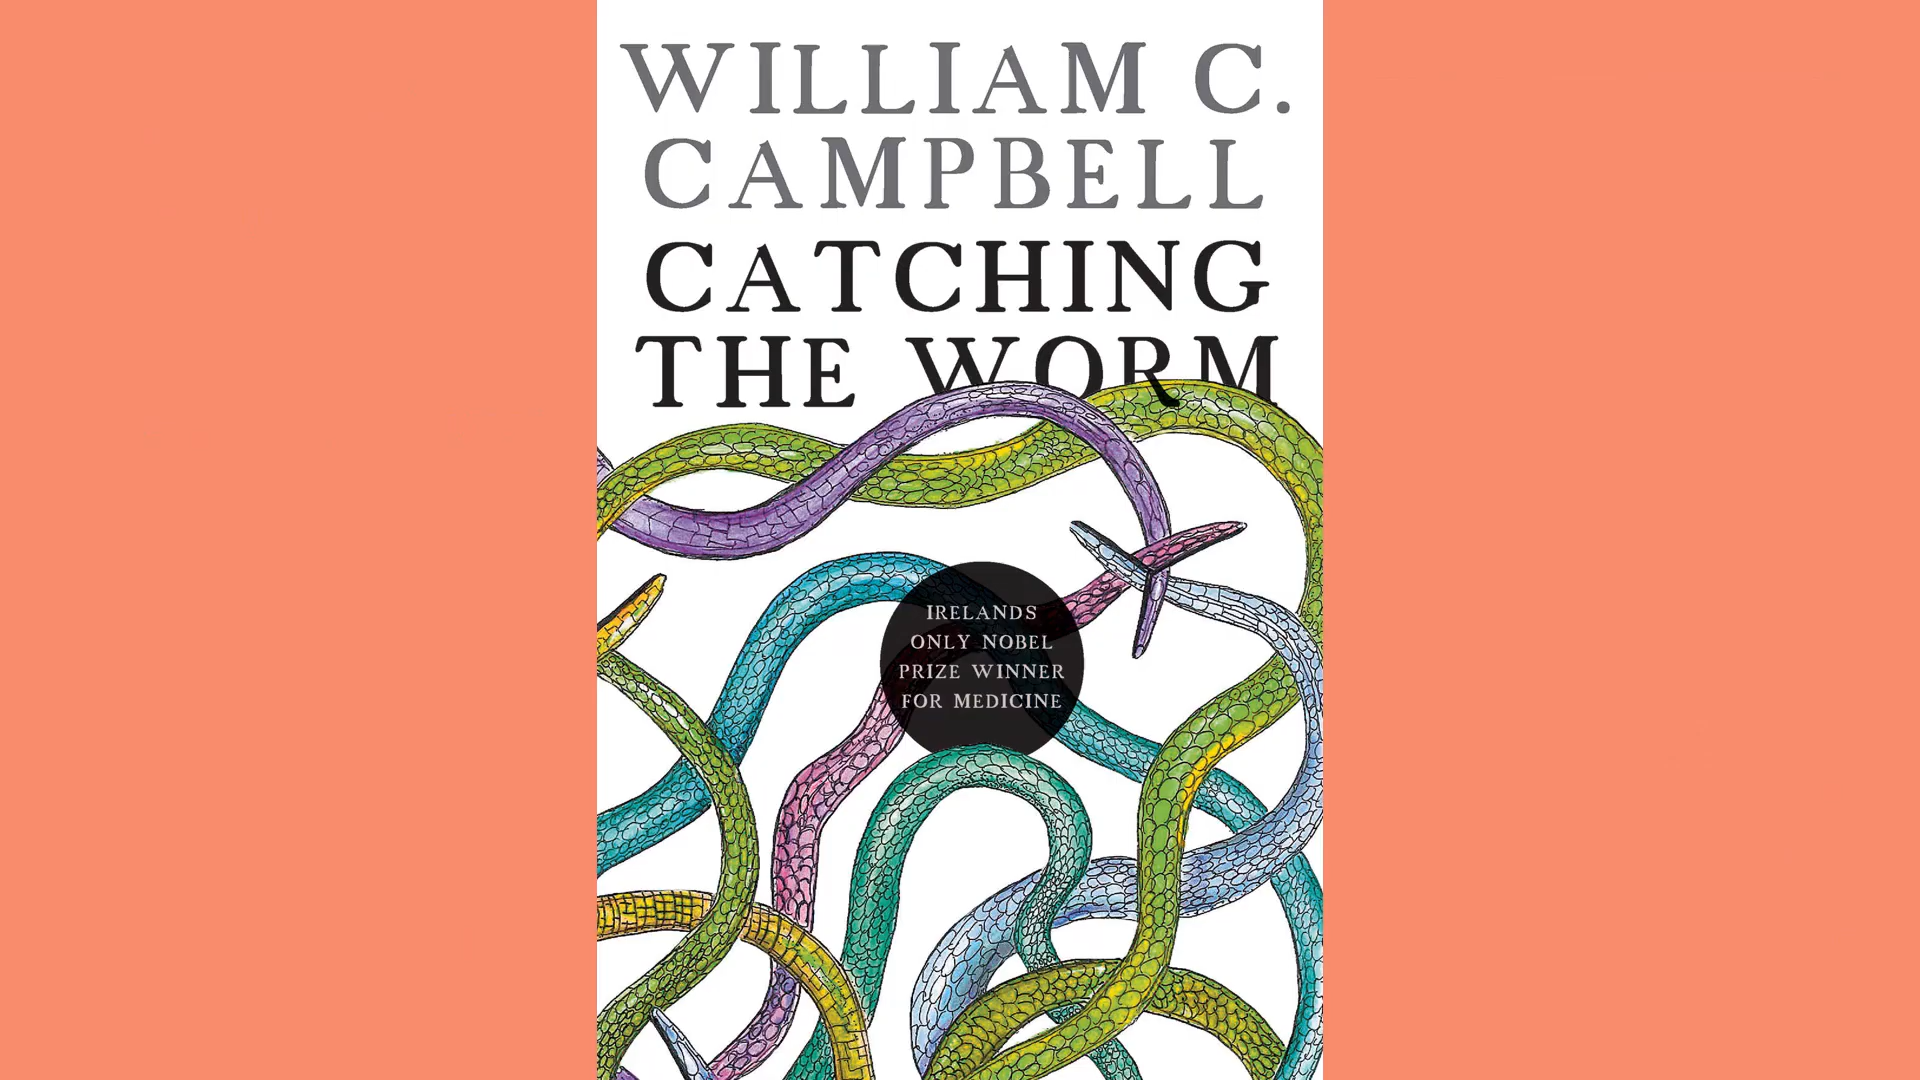 WILLIAM C.
CAMPBELL
CATCHING
THE WORM
IRELANDS
ONLY NOBEL
PRIZE WINNER
FOR MEDICINE